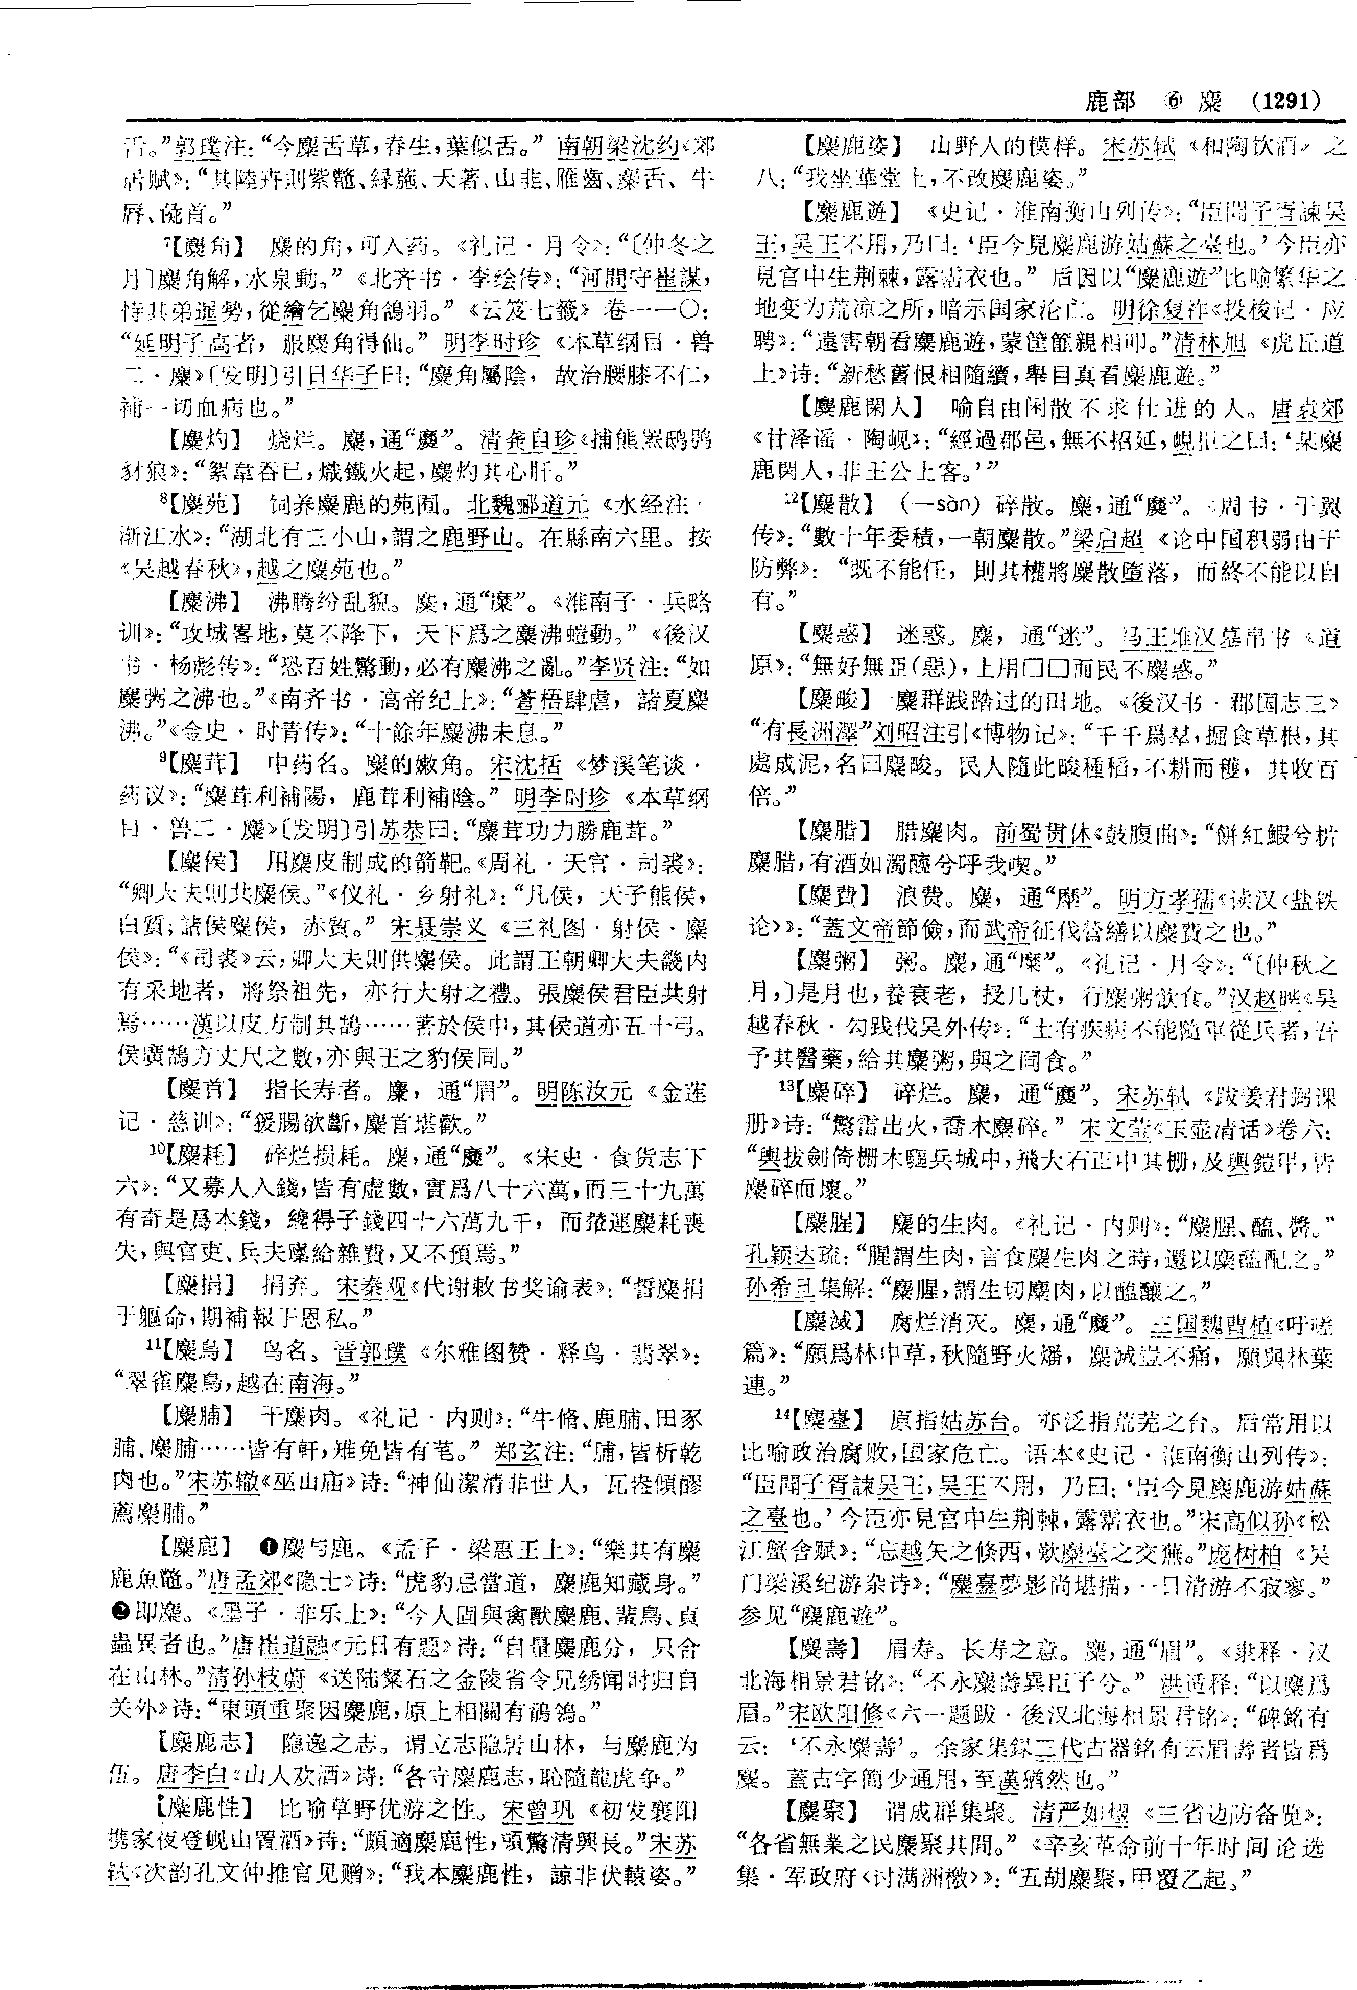 鹿部 ⑥ 麋 (1291)
舌。”郭璞注:“今麋舌草,春生,葉似舌。” 南朝梁沈约《郊
居赋》:“其陸卉則紫虌、緑葹、天著、山韭、雁齒、麋舌、牛
脣、彘首。”
⁷【麋角】 麋的角,可入药。《礼记·月令》:“〔仲冬之
月〕麋角解,水泉動。” 《北齐书·李绘传》:“河間守崔諶,
恃其弟暹勢,從繪乞麋角鴿羽。” 《云笈七籤》卷一一〇:
“延明子高者,服麋角得仙。” 明李时珍《本草纲目·兽
二·麋》〔发明〕引日华子曰:“麋角屬陰,故治腰膝不仁,
補一切血病也。”
【麋灼】 烧烂。麋,通“糜”。清龚自珍《捕熊罴鸱鸮
豺狼》:“絮韋吞已,熾鐵火起,麋灼其心肝。”
⁸【麋苑】 饲养麋鹿的苑囿。北魏郦道元《水经注·
渐江水》:“湖北有三小山,謂之鹿野山。在縣南六里。按
《吴越春秋》,越之麋苑也。”
【麋沸】 沸腾纷乱貌。麋,通“糜”。《淮南子·兵略
训》:“攻城畧地,莫不降下,天下爲之麋沸螘動。” 《後汉
书·杨彪传》:“恐百姓驚動,必有麋沸之亂。”李贤注:“如
麋粥之沸也。”《南齐书·高帝纪上》:“蒼梧肆虐,諸夏麋
沸。”《金史·时青传》:“十餘年麋沸未息。”
⁹【麋茸】 中药名。麋的嫩角。宋沈括《梦溪笔谈·
药议》:“麋茸利補陽,鹿茸利補陰。” 明李时珍《本草纲
目·兽二·麋》〔发明〕引苏恭曰:“麋茸功力勝鹿茸。”
【麋侯】 用麋皮制成的箭靶。《周礼·天官·司裘》:
“卿大夫則共麋侯。”《仪礼·乡射礼》:“凡侯,天子熊侯,
白質;諸侯麋侯,赤質。” 宋聂崇义《三礼图·射侯·麋
侯》:“《司裘》云:卿大夫則供麋侯。此謂王朝卿大夫畿内
有采地者,將祭祖先,亦行大射之禮。張麋侯君臣共射
焉……漢以皮方制其鵠……著於侯中,其侯道亦五十弓。
侯廣鵠方丈尺之數,亦與王之豹侯同。”
【麋首】 指长寿者。麋,通“眉”。明陈汝元《金莲
记·慈训》:“猨腸欲斷,麋首堪歡。”
¹⁰【麋耗】 碎烂损耗。麋,通“糜”。《宋史·食货志下
六》:“又募人入錢,皆有虚數,實爲八十六萬,而三十九萬
有奇是爲本錢,纔得子錢四十六萬九千,而輦運麋耗喪
失,與官吏、兵夫廩給雜費,又不預焉。”
【麋捐】 捐弃。宋秦观《代谢敕书奖谕表》:“誓麋捐
于軀命,期補報于恩私。”
¹¹【麋鳥】 鸟名。晋郭璞《尔雅图赞·释鸟·翡翠》:
“翠雀麋鳥,越在南海。”
【麋脯】 干麋肉。《礼记·内则》:“牛脩、鹿脯、田豕
脯、麋脯……皆有軒,雉兔皆有芼。” 郑玄注:“脯,皆析乾
肉也。”宋苏辙《巫山庙》诗:“神仙潔清非世人,瓦盎傾醪
薦麋脯。”
【麋鹿】 ❶麋与鹿。《孟子·梁惠王上》:“樂其有麋
鹿魚鼈。”唐孟郊《隐士》诗:“虎豹忌當道,麋鹿知藏身。”
❷即麋。《墨子·非乐上》:“今人固與禽獸麋鹿、蜚鳥、貞
蟲異者也。”唐崔道融《元日有题》诗:“自量麋鹿分,只合
在山林。”清孙枝蔚《送陆粲石之金陵省令兄绣闻时归自
关外》诗:“東頭重聚因麋鹿,原上相關有鶺鴒。”
【麋鹿志】 隐逸之志。谓立志隐居山林,与麋鹿为
伍。唐李白《山人劝酒》诗:“各守麋鹿志,恥隨龍虎争。”
【麋鹿性】 比喻草野优游之性。宋曾巩《初发襄阳
携家夜登岘山置酒》诗:“頗適麋鹿性,頓驚清興長。”宋苏
轼《次韵孔文仲推官见赠》:“我本麋鹿性,諒非伏轅姿。”
【麋鹿姿】 山野人的模样。宋苏轼《和陶饮酒》之
八:“我坐華堂上,不改麋鹿姿。”
【麋鹿遊】 《史记·淮南衡山列传》:“臣聞子胥諫吴
王,吴王不用,乃曰:‘臣今見麋鹿游姑蘇之臺也。’今臣亦
見宫中生荆棘,露霑衣也。” 后因以“麋鹿遊”比喻繁华之
地变为荒凉之所,暗示国家沦亡。明徐复祚《投梭记·应
聘》:“遠害朝看麋鹿遊,蒙筐篚親相叩。”清林旭《虎丘道
上》诗:“新愁舊恨相隨續,舉目真看麋鹿遊。”
【麋鹿閑人】 喻自由闲散不求仕进的人。唐袁郊
《甘泽谣·陶岘》:“經過郡邑,無不招延,峴拒之曰:‘某麋
鹿閑人,非王公上客。’”
¹²【麋散】 (—sàn) 碎散。麋,通“糜”。《周书·于翼
传》:“數十年委積,一朝麋散。”梁启超《论中国积弱由于
防弊》:“既不能任,則其權將麋散墮落,而終不能以自
有。”
【麋惑】 迷惑。麋,通“迷”。马王堆汉墓帛书《道
原》:“無好無亞(惡),上用囗囗而民不麋惑。”
【麋畯】 麋群践踏过的田地。《後汉书·郡国志三》
“有長洲澤”刘昭注引《博物记》:“千千爲羣,掘食草根,其
處成泥,名曰麋畯。民人隨此畯種稻,不耕而穫,其收百
倍。”
【麋腊】 腊麋肉。前蜀贯休《鼓腹曲》:“餅紅鰕兮析
麋腊,有酒如濁醪兮呼我喫。”
【麋費】 浪费。麋,通“靡”。明方孝孺《读汉〈盐铁
论〉》:“蓋文帝節儉,而武帝征伐營繕以麋費之也。”
【麋粥】 粥。麋,通“糜”。《礼记·月令》:“〔仲秋之
月,〕是月也,養衰老,授几杖,行麋粥飲食。”汉赵晔《吴
越春秋·勾践伐吴外传》:“士有疾病不能隨軍從兵者,吾
予其醫藥,給其麋粥,與之同食。”
¹³【麋碎】 碎烂。麋,通“糜”。宋苏轼《跋姜君弼课
册》诗:“驚雷出火,喬木麋碎。” 宋文莹《玉壶清话》卷六:
“興拔劍倚栅木驅兵城中,飛大石正中其棚,及興鎧甲,皆
麋碎而壞。”
【麋腥】 麋的生肉。《礼记·内则》:“麋腥、醢、醬。”
孔颖达疏:“腥謂生肉,言食麋生肉之時,還以麋醢配之。”
孙希旦集解:“麋腥,謂生切麋肉,以醢釀之。”
【麋滅】 腐烂消灭。麋,通“糜”。三国魏曹植《吁嗟
篇》:“願爲林中草,秋隨野火燔,麋滅豈不痛,願與林葉
連。”
¹⁴【麋臺】 原指姑苏台。亦泛指荒芜之台。后常用以
比喻政治腐败,国家危亡。语本《史记·淮南衡山列传》:
“臣聞子胥諫吴王,吴王不用,乃曰:‘臣今見麋鹿游姑蘇
之臺也。’今臣亦見宫中生荆棘,露霑衣也。”宋高似孙《松
江蟹舍赋》:“忘越矢之倏西,歎麋臺之交蕪。”庞树柏《吴
门梁溪纪游杂诗》:“麋臺夢影尚堪描,一日清游不寂寥。”
参见“麋鹿遊”。
【麋壽】 眉寿。长寿之意。麋,通“眉”。《隶释·汉
北海相景君铭》:“不永麋壽異臣子兮。” 洪适释:“以麋爲
眉。”宋欧阳修《六一题跋·後汉北海相景君铭》:“碑銘有
云:‘不永麋壽’。余家集録三代古器銘有云眉壽者皆爲
麋。蓋古字簡少通用,至漢猶然也。”
【麋聚】 谓成群集聚。清严如熤《三省边防备览》:
“各省無業之民麋聚其間。” 《辛亥革命前十年时间论选
集·军政府〈讨满洲檄〉》:“五胡麋聚,甲覆乙起。”